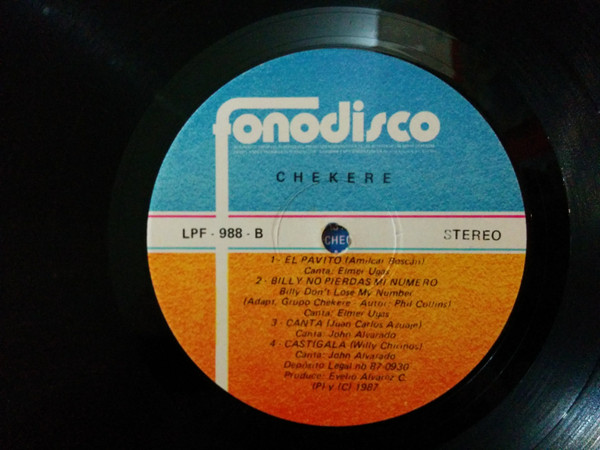 fonodisco
CHEKERE
LPF - 988 - B
STEREO
CHEC
1 - EL PAVITO (Amilcar Boscán)
Canta: Elmer Ujas
2 - BILLY NO PIERDAS MI NUMERO
Billy Don't Lose My Number
(Adapt. Grupo Chekere - Autor: Phil Collins)
Canta: Elmer Ujas
3 - CANTA (Juan Carlos Azuaje)
Canta: John Alvarado
4 - CASTIGALA (Willy Chirinos)
Canta: John Alvarado
Depósito Legal no 87-0930
Produce: Evelio Alvarez C.
(P) y (C) 1987